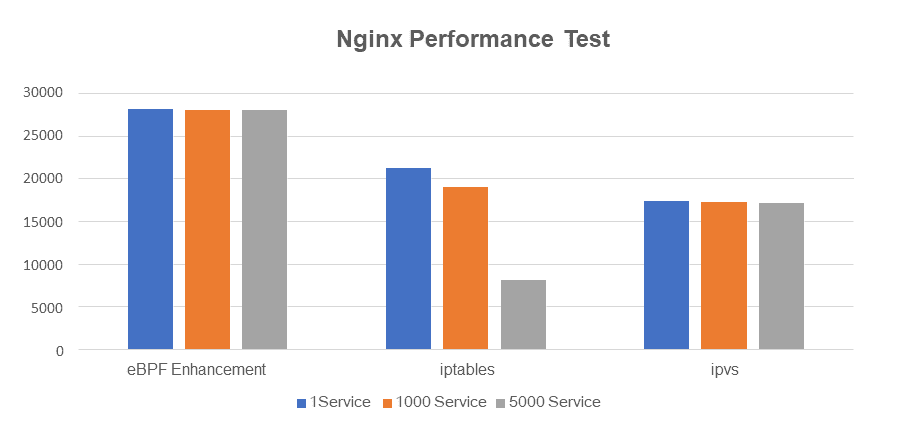 Nginx Performance Test
30000
25000
20000
15000
10000
5000
0
eBPF Enhancement iptables ipvs
1Service 1000 Service 5000 Service